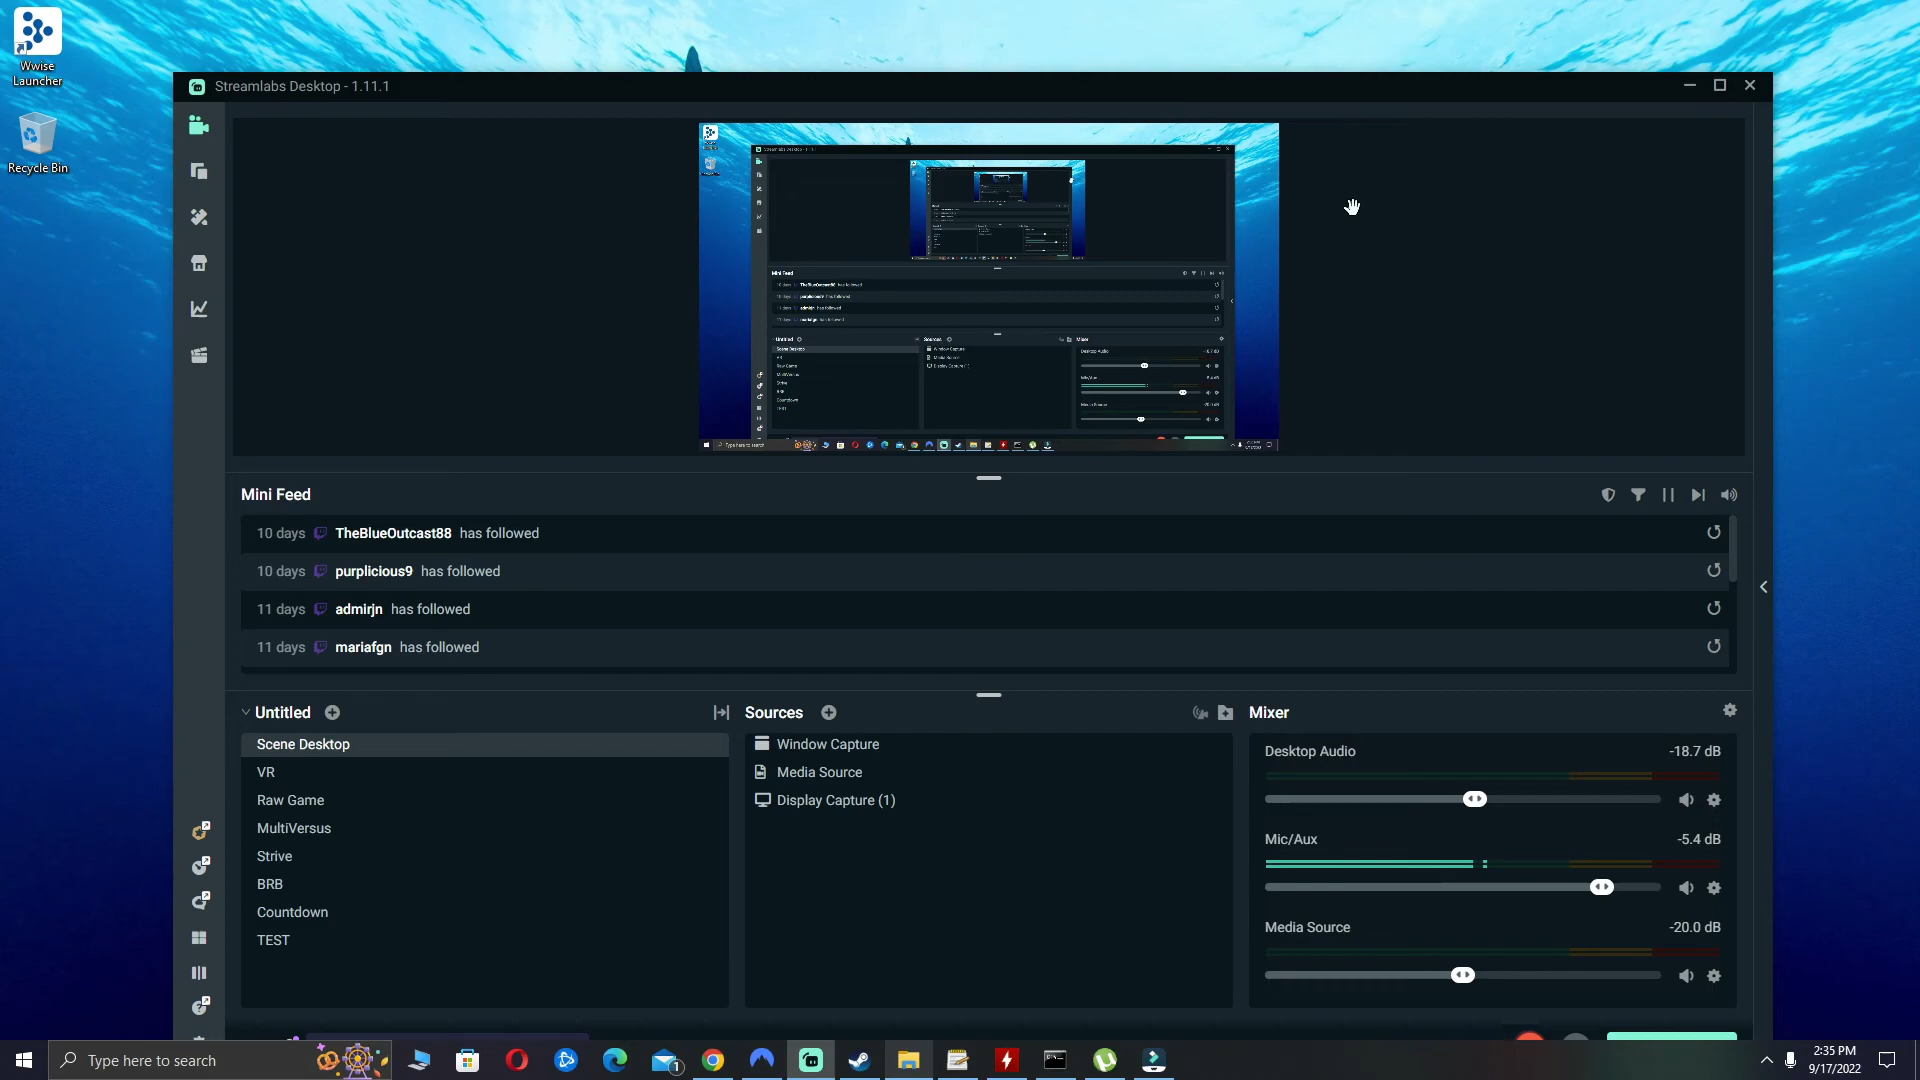 Wwise
Launcher
Recycle Bin
Streamlabs Desktop - 1.11.1
Mini Feed
10 days TheBlueOutcast88 has followed
10 days purplicious9 has followed
11 days admirjn has followed
11 days mariafgn has followed
Untitled
Scene Desktop
VR
Raw Game
MultiVersus
Strive
BRB
Countdown
TEST
Sources
Window Capture
Media Source
Display Capture (1)
Mixer
Desktop Audio -18.7 dB
Mic/Aux -5.4 dB
Media Source -20.0 dB
Type here to search
1
2:35 PM
9/17/2022